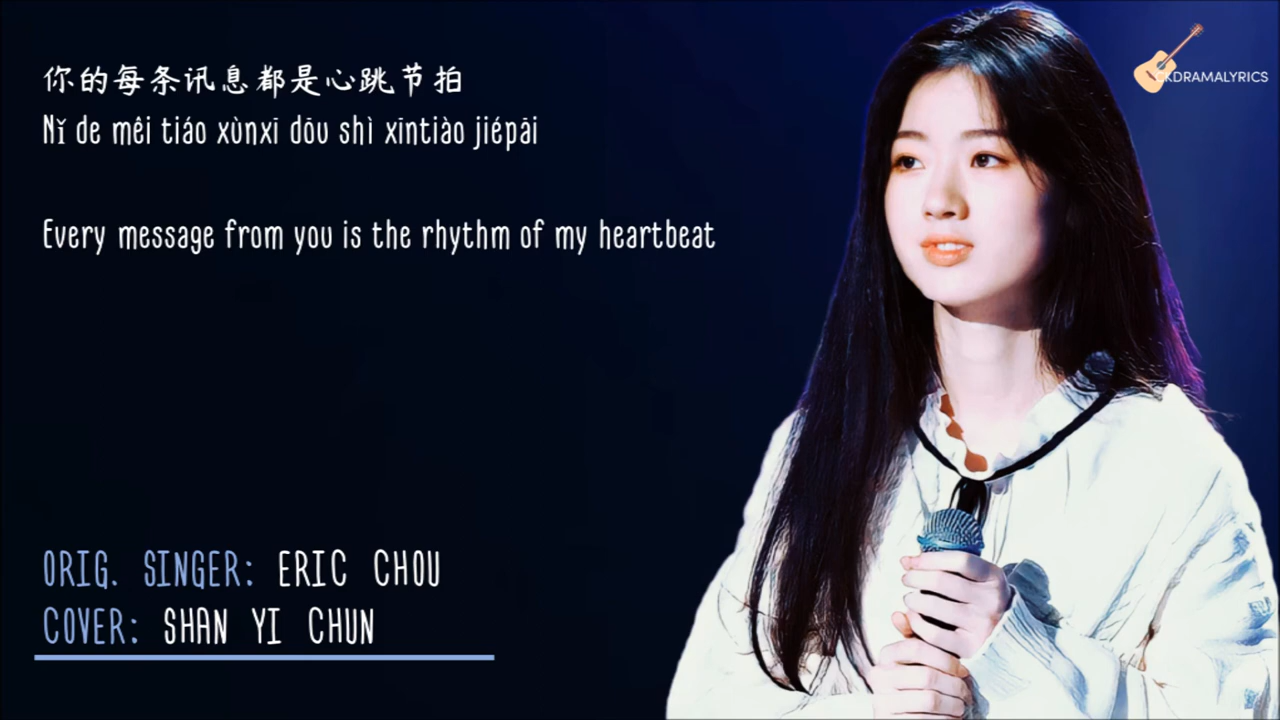 你的每条讯息都是心跳节拍
CKDRAMALYRICS
Nǐ de měi tiáo xùnxī dōu shì xīntiào jiépāi
Every message from you is the rhythm of my heartbeat
ORIG. SINGER: ERIC CHOU
COVER: SHAN YI CHUN